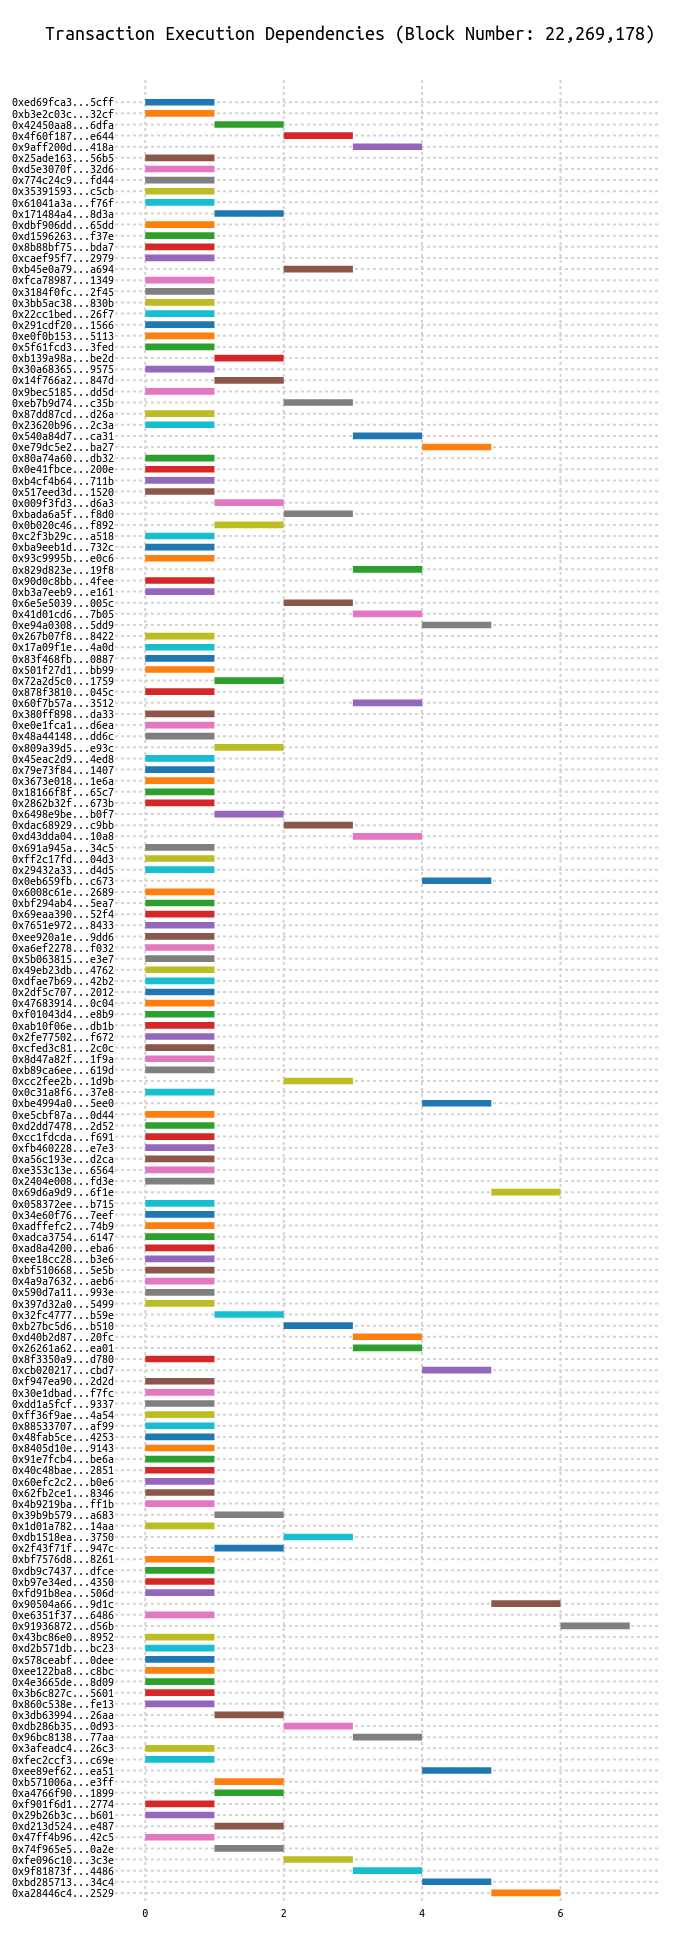 Transaction Execution Dependencies (Block Number: 22,269,178)
0xed69fca3...5cff
0xb3e2c03c...32cf
0x42450aa8...6dfa
0x4f60f187...e644
0x9aff200d...418a
0x25ade163...56b5
0xd5e3070f...32d6
0x774c24c9...fd44
0x35391593...c5cb
0x61041a3a...f76f
0x171484a4...8d3a
0xdbf906dd...65dd
0xd1596263...f37e
0x8b88bf75...bda7
0xcaef95f7...2979
0xb45e0a79...a694
0xfca78987...1349
0x3184f0fc...2f45
0x3bb5ac38...830b
0x22cc1bed...26f7
0x291cdf20...1566
0xe0f0b153...5113
0x5f61fcd3...3fed
0xb139a98a...be2d
0x30a68365...9575
0x14f766a2...847d
0x9bec5185...dd5d
0xeb7b9d74...c35b
0x87dd87cd...d26a
0x23620b96...2c3a
0x540a84d7...ca31
0xe79dc5e2...ba27
0x80a74a60...db32
0x0e41fbce...200e
0xb4cf4b64...711b
0x517eed3d...1520
0x009f3fd3...d6a3
0xbada6a5f...f8d0
0x0b020c46...f892
0xc2f3b29c...a518
0xba9eeb1d...732c
0x93c9995b...e0c6
0x829d823e...19f8
0x90d0c8bb...4fee
0xb3a7eeb9...e161
0x6e5e5039...005c
0x41d01cd6...7b05
0xe94a0308...5dd9
0x267b07f8...8422
0x17a09f1e...4a0d
0x83f468fb...0887
0x501f27d1...bb99
0x72a2d5c0...1759
0x878f3810...045c
0x60f7b57a...3512
0x380ff898...da33
0xe0e1fca1...d6ea
0x48a44148...dd6c
0x809a39d5...e93c
0x45eac2d9...4ed8
0x79e73f84...1407
0x3673e018...1e6a
0x18166f8f...65c7
0x2862b32f...673b
0x6498e9be...b0f7
0xdac68929...c9bb
0xd43dda04...10a8
0x691a945a...34c5
0xff2c17fd...04d3
0x29432a33...d4d5
0x0eb659fb...c673
0x6008c61e...2689
0xbf294ab4...5ea7
0x69eaa390...52f4
0x7651e972...8433
0xee920a1e...9dd6
0xa6ef2278...f032
0x5b063815...e3e7
0x49eb23db...4762
0xdfae7b69...42b2
0x2df5c707...2012
0x47683914...0c04
0xf01043d4...e8b9
0xab10f06e...db1b
0x2fe77502...f672
0xcfed3c81...2c0c
0x8d47a82f...1f9a
0xb89ca6ee...619d
0xcc2fee2b...1d9b
0x0c31a8f6...37e8
0xbe4994a0...5ee0
0xe5cbf87a...0d44
0xd2dd7478...2d52
0xcc1fdcda...f691
0xfb460228...e7e3
0xa56c193e...d2ca
0xe353c13e...6564
0x2404e008...fd3e
0x69d6a9d9...6f1e
0x058372ee...b715
0x34e60f76...7eef
0xadffefc2...74b9
0xadca3754...6147
0xad8a4200...eba6
0xee18cc28...b3e6
0xbf510668...5e5b
0x4a9a7632...aeb6
0x590d7a11...993e
0x397d32a0...5499
0x32fc4777...b59e
0xb27bc5d6...b510
0xd40b2d87...20fc
0x26261a62...ea01
0x8f3350a9...d780
0xcb020217...cbd7
0xf947ea90...2d2d
0x30e1dbad...f7fc
0xdd1a5fcf...9337
0xff36f9ae...4a54
0x88533707...af99
0x48fab5ce...4253
0x8405d10e...9143
0x91e7fcb4...be6a
0x40c48bae...2851
0x60efc2c2...b0e6
0x62fb2ce1...8346
0x4b9219ba...ff1b
0x39b9b579...a683
0x1d01a782...14aa
0xdb1518ea...3750
0x2f43f71f...947c
0xbf7576d8...8261
0xdb9c7437...dfce
0xb97e34ed...4350
0xfd91b8ea...506d
0x90504a66...9d1c
0xe6351f37...6486
0x91936872...d56b
0x43bc86e0...8952
0xd2b571db...bc23
0x578ceabf...0dee
0xee122ba8...c8bc
0x4e3665de...8d09
0x3b6c827c...5601
0x860c538e...fe13
0x3db63994...26aa
0xdb286b35...0d93
0x96bc8138...77aa
0x3afeadc4...26c3
0xfec2ccf3...c69e
0xee89ef62...ea51
0xb571006a...e3ff
0xa4766f90...1899
0xf901f6d1...2774
0x29b26b3c...b601
0xd213d524...e487
0x47ff4b96...42c5
0x74f965e5...0a2e
0xfe096c10...3c3e
0x9f81873f...4486
0xbd285713...34c4
0xa28446c4...2529
0 2 4 6